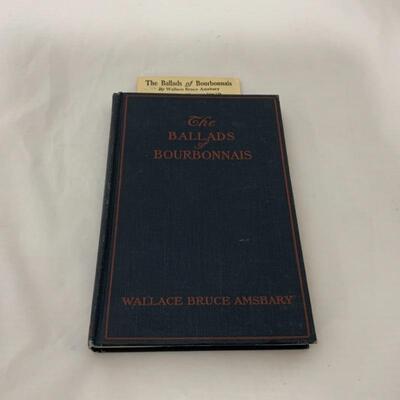 The Ballads of Bourbonnais
By Wallace Bruce Amsbary
The
BALLADS
of
BOURBONNAIS
WALLACE BRUCE AMSBARY